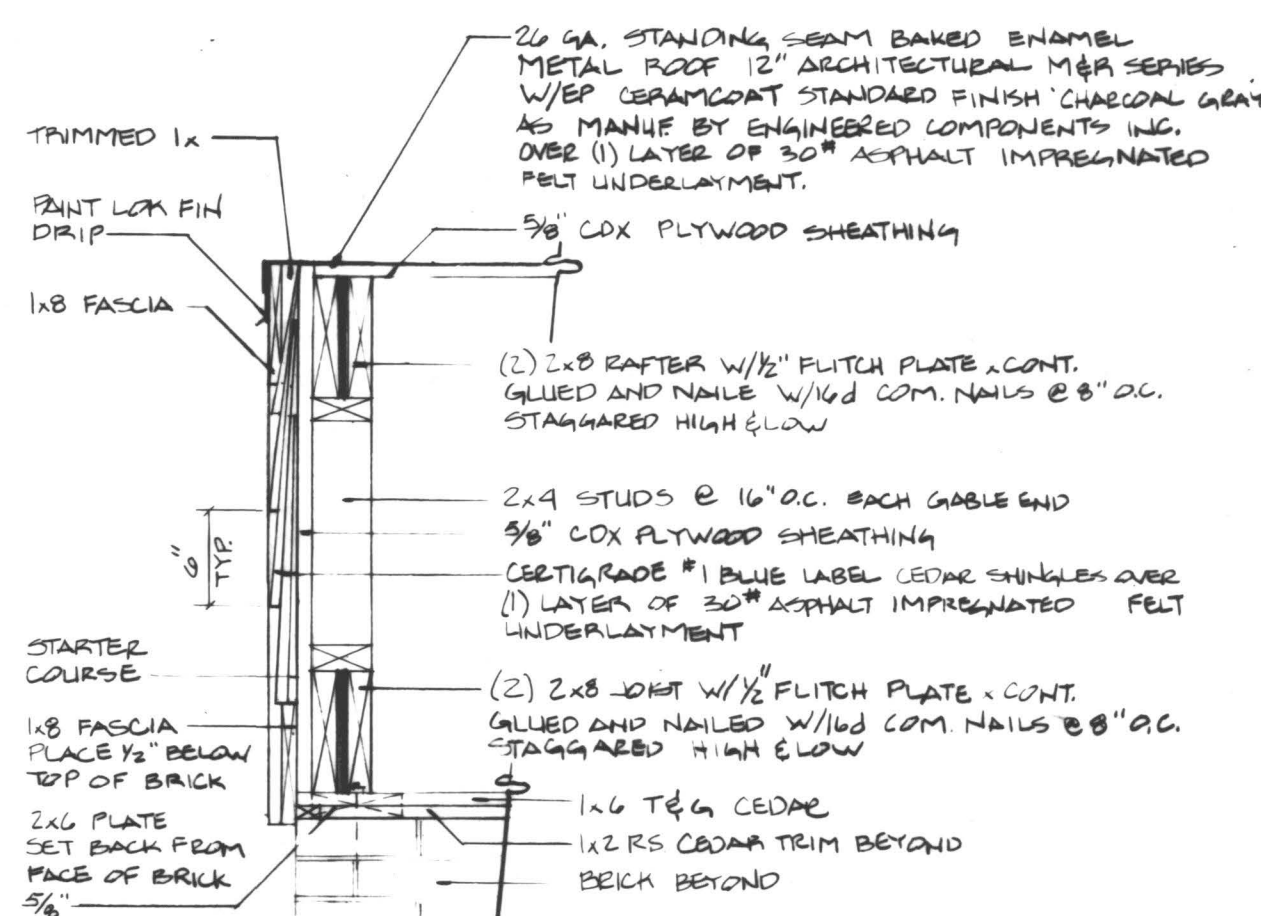 26 GA. STANDING SEAM BAKED ENAMEL
METAL ROOF 12" ARCHITECTURAL M&R SERIES
W/EP CERAMCOAT STANDARD FINISH 'CHARCOAL GRAY
AS MANUF. BY ENGINEERED COMPONENTS INC.
OVER (1) LAYER OF 30# ASPHALT IMPREGNATED
FELT UNDERLAYMENT.
TRIMMED 1x
PAINT LOK FIN
DRIP
5/8" CDX PLYWOOD SHEATHING
1x8 FASCIA
(2) 2x8 RAFTER W/1/2" FLITCH PLATE x CONT.
GLUED AND NAILE W/16d COM. NAILS @ 8" O.C.
STAGGARED HIGH & LOW
2x4 STUDS @ 16" O.C. EACH GABLE END
5/8" CDX PLYWOOD SHEATHING
6"
TYP.
CERTIGRADE #1 BLUE LABEL CEDAR SHINGLES OVER
(1) LAYER OF 30# ASPHALT IMPREGNATED FELT
UNDERLAYMENT
STARTER
COURSE
(2) 2x8 JOIST W/1/2" FLITCH PLATE x CONT.
GLUED AND NAILED W/16d COM. NAILS @ 8" O.C.
STAGGARED HIGH & LOW
1x8 FASCIA
PLACE 1/2" BELOW
TOP OF BRICK
1x6 T&G CEDAR
2x6 PLATE
SET BACK FROM
FACE OF BRICK
5/8"
1x2 RS CEDAR TRIM BEYOND
BRICK BEYOND